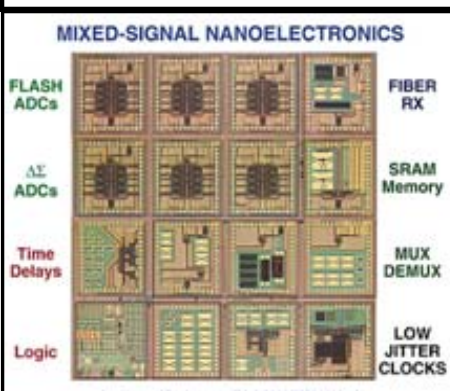 MIXED-SIGNAL NANOELECTRONICS
FLASH
ADCs
FIBER
RX
ΔΣ
ADCs
SRAM
Memory
Time
Delays
MUX
DEMUX
Logic
LOW
JITTER
CLOCKS